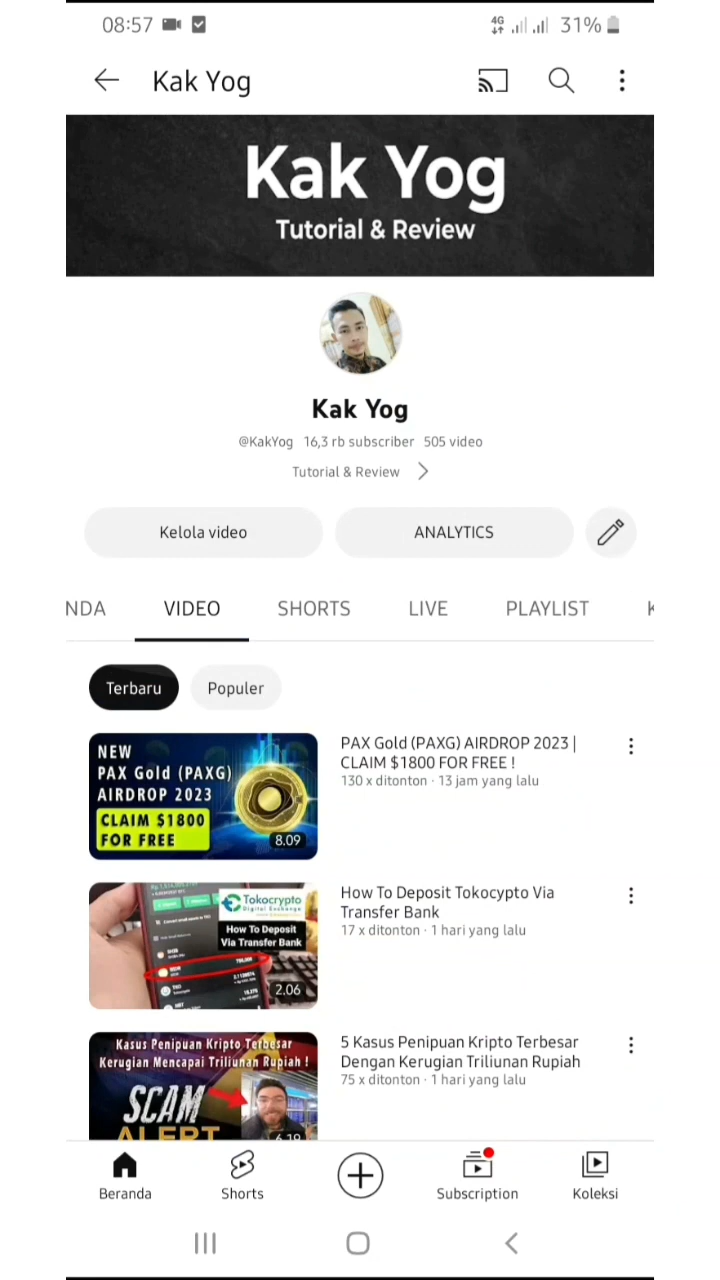 08:57
4G
31%
Kak Yog
Kak Yog
Tutorial & Review
Kak Yog
@KakYog 16,3 rb subscriber 505 video
Tutorial & Review
Kelola video
ANALYTICS
NDA
VIDEO
SHORTS
LIVE
PLAYLIST
Terbaru
Populer
NEW
PAX Gold (PAXG)
AIRDROP 2023
CLAIM $1800
FOR FREE
8.09
PAX Gold (PAXG) AIRDROP 2023 |
CLAIM $1800 FOR FREE !
130 x ditonton · 13 jam yang lalu
Tokocrypto
How To Deposit
Via Transfer Bank
2.06
How To Deposit Tokocypto Via
Transfer Bank
17 x ditonton · 1 hari yang lalu
Kasus Penipuan Kripto Terbesar
Kerugian Mencapai Triliunan Rupiah !
SCAM
ALERT
6.19
5 Kasus Penipuan Kripto Terbesar
Dengan Kerugian Triliunan Rupiah
75 x ditonton · 1 hari yang lalu
Beranda
Shorts
Subscription
Koleksi